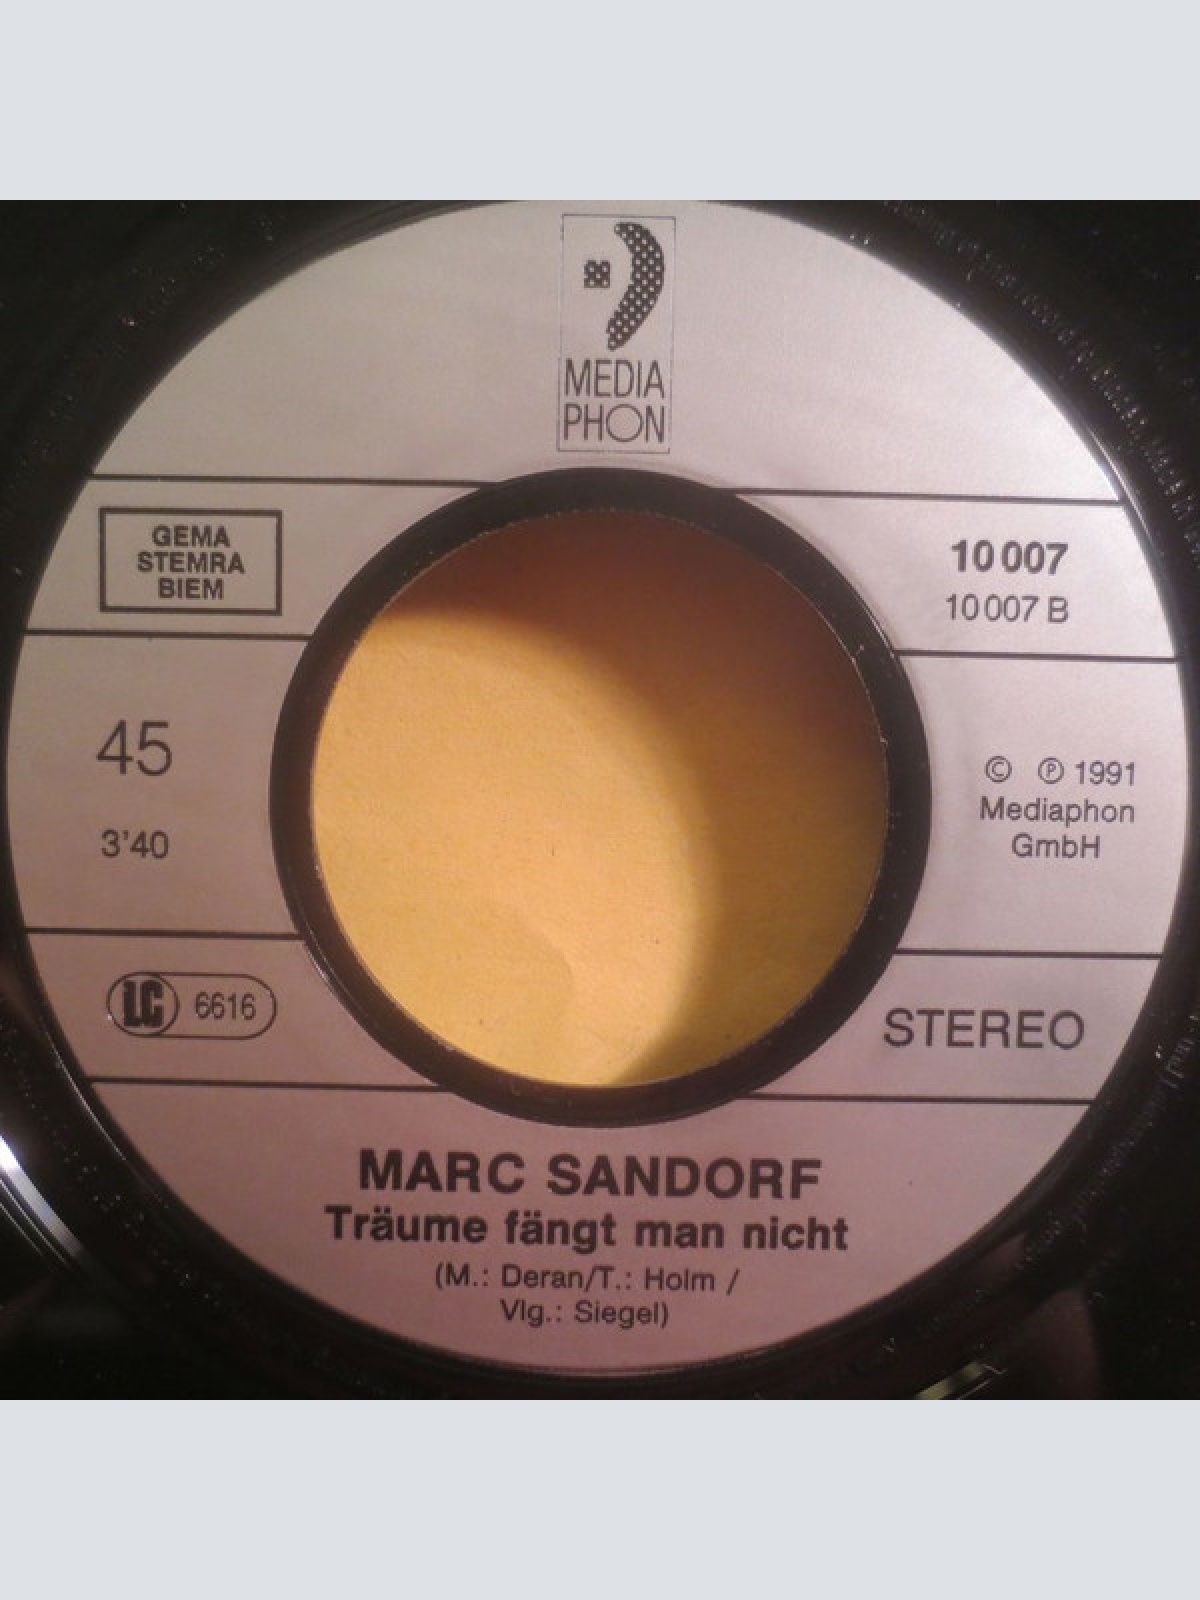 MEDIA
PHON
GEMA
STEMRA
BIEM
10 007
10 007 B
45
3'40
© ℗ 1991
Mediaphon
GmbH
LC 6616
STEREO
MARC SANDORF
Träume fängt man nicht
(M.: Deran/T.: Holm /
Vlg.: Siegel)